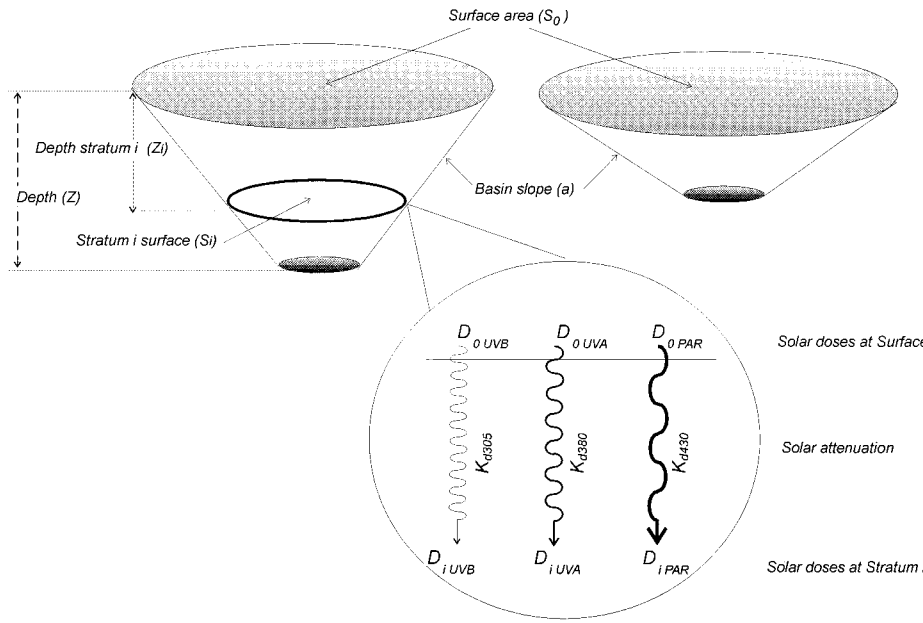 Surface area (S0)
Depth stratum i (Zi)
Depth (Z)
Basin slope (a)
Stratum i surface (Si)
D0 UVB D0 UVA D0 PAR
Solar doses at Surface
Kd305 Kd380 Kd430
Solar attenuation
Di UVB Di UVA Di PAR
Solar doses at Stratum